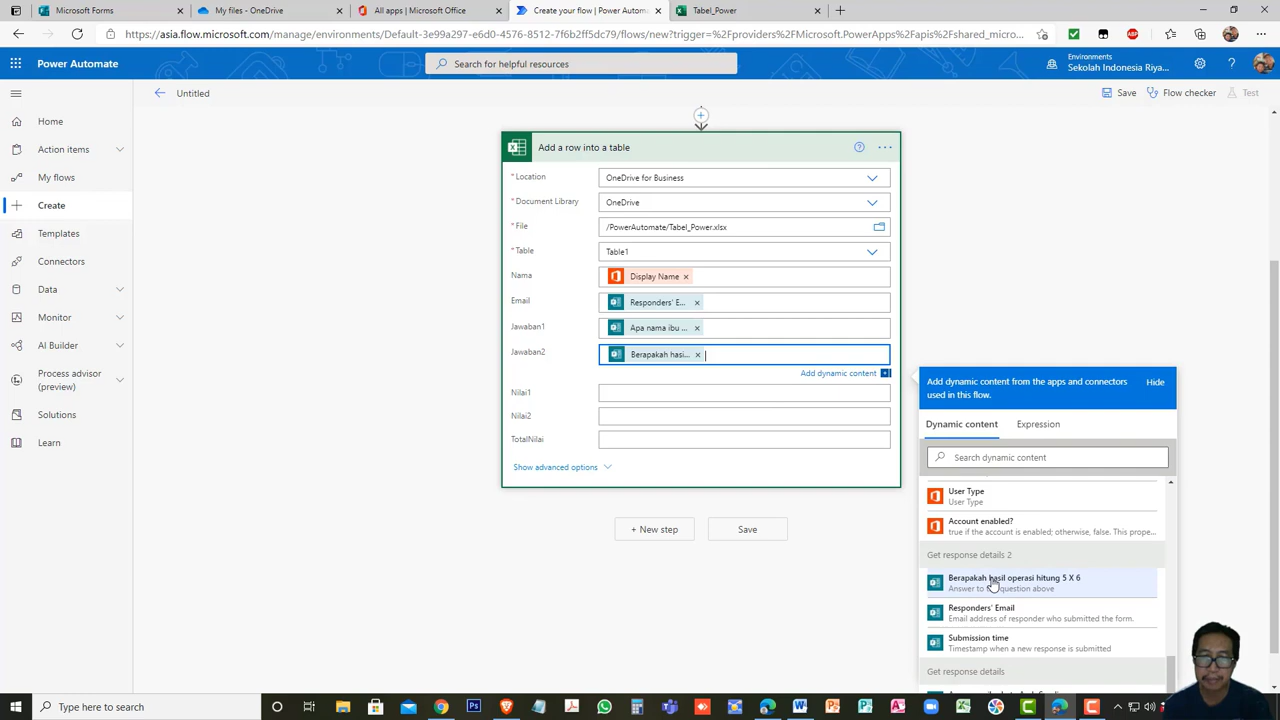 Microsoft Forms
My files - OneDrive
All apps | Microsoft Office
Create your flow | Power Automate
Tabel_Power
https://asia.flow.microsoft.com/manage/environments/Default-3e99a297-e6d0-4576-8512-7f6b2ff5dc79/flows/new?trigger=%2Fproviders%2FMicrosoft.PowerApps%2Fapis%2Fshared_micro...
ABP
Power Automate
Search for helpful resources
Environments
Sekolah Indonesia Riya...
Untitled
Save
Flow checker
Test
Home
Action items
My flows
Create
Templates
Connectors
Data
Monitor
AI Builder
Process advisor
(preview)
Solutions
Learn
Add a row into a table
* Location
OneDrive for Business
* Document Library
OneDrive
* File
/PowerAutomate/Tabel_Power.xlsx
* Table
Table1
Nama
Display Name
Email
Responders' E...
Jawaban1
Apa nama ibu ...
Jawaban2
Berapakah hasi...
Add dynamic content
Nilai1
Nilai2
TotalNilai
Show advanced options
+ New step
Save
Add dynamic content from the apps and connectors
used in this flow.
Hide
Dynamic content
Expression
Search dynamic content
User Type
User Type
Account enabled?
true if the account is enabled; otherwise, false. This prope...
Get response details 2
Berapakah hasil operasi hitung 5 X 6
Answer to question above
Responders' Email
Email address of responder who submitted the form.
Submission time
Timestamp when a new response is submitted
Get response details
Type here to search